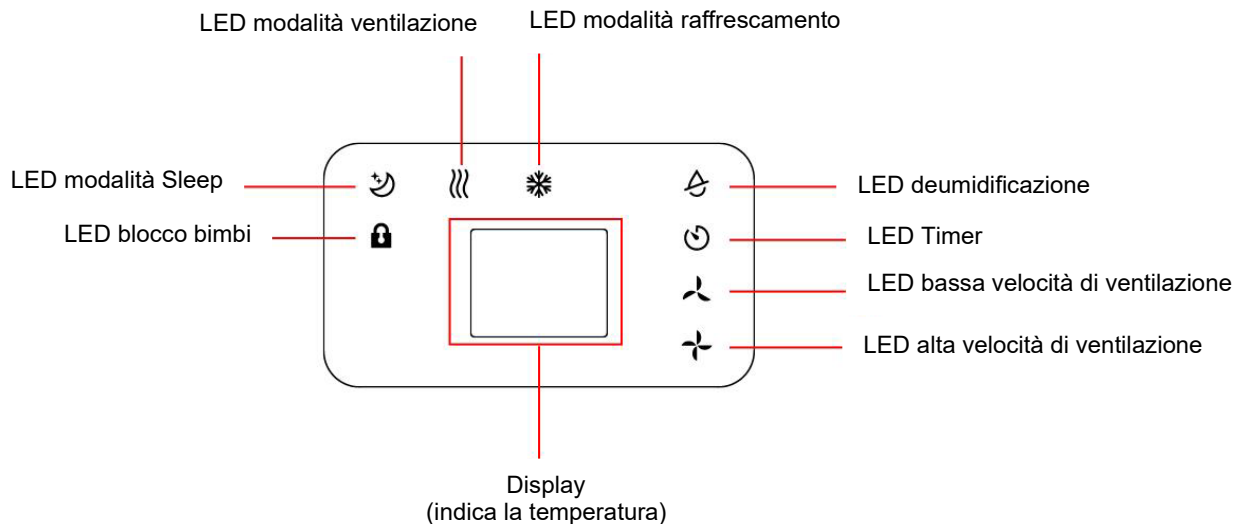 LED modalità ventilazione
LED modalità raffrescamento
LED modalità Sleep
LED deumidificazione
LED blocco bimbi
LED Timer
LED bassa velocità di ventilazione
LED alta velocità di ventilazione
Display
(indica la temperatura)